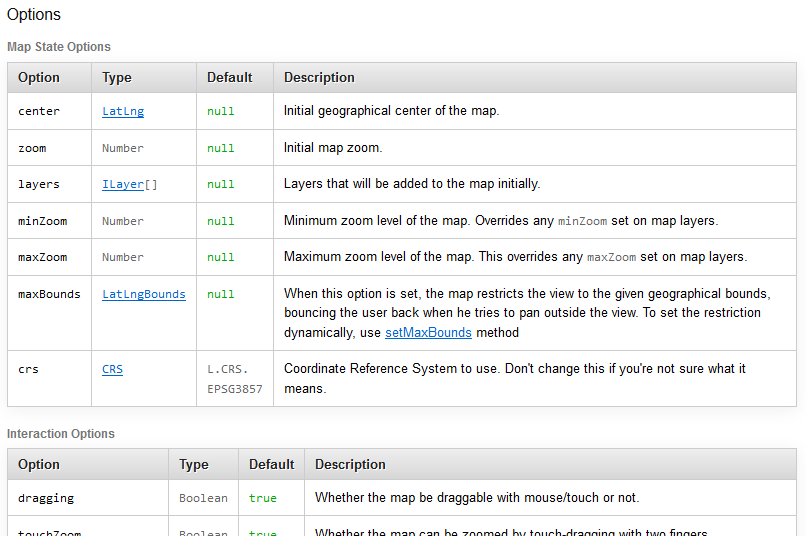 Options
Map State Options
Option Type Default Description
center LatLng null Initial geographical center of the map.
zoom Number null Initial map zoom.
layers ILayer[] null Layers that will be added to the map initially.
minZoom Number null Minimum zoom level of the map. Overrides any minZoom set on map layers.
maxZoom Number null Maximum zoom level of the map. This overrides any maxZoom set on map layers.
maxBounds LatLngBounds null When this option is set, the map restricts the view to the given geographical bounds,
bouncing the user back when he tries to pan outside the view. To set the restriction
dynamically, use setMaxBounds method
crs CRS L.CRS. Coordinate Reference System to use. Don't change this if you're not sure what it
EPSG3857 means.
Interaction Options
Option Type Default Description
dragging Boolean true Whether the map be draggable with mouse/touch or not.
touchZoom Boolean true Whether the map can be zoomed by touch-dragging with two fingers.